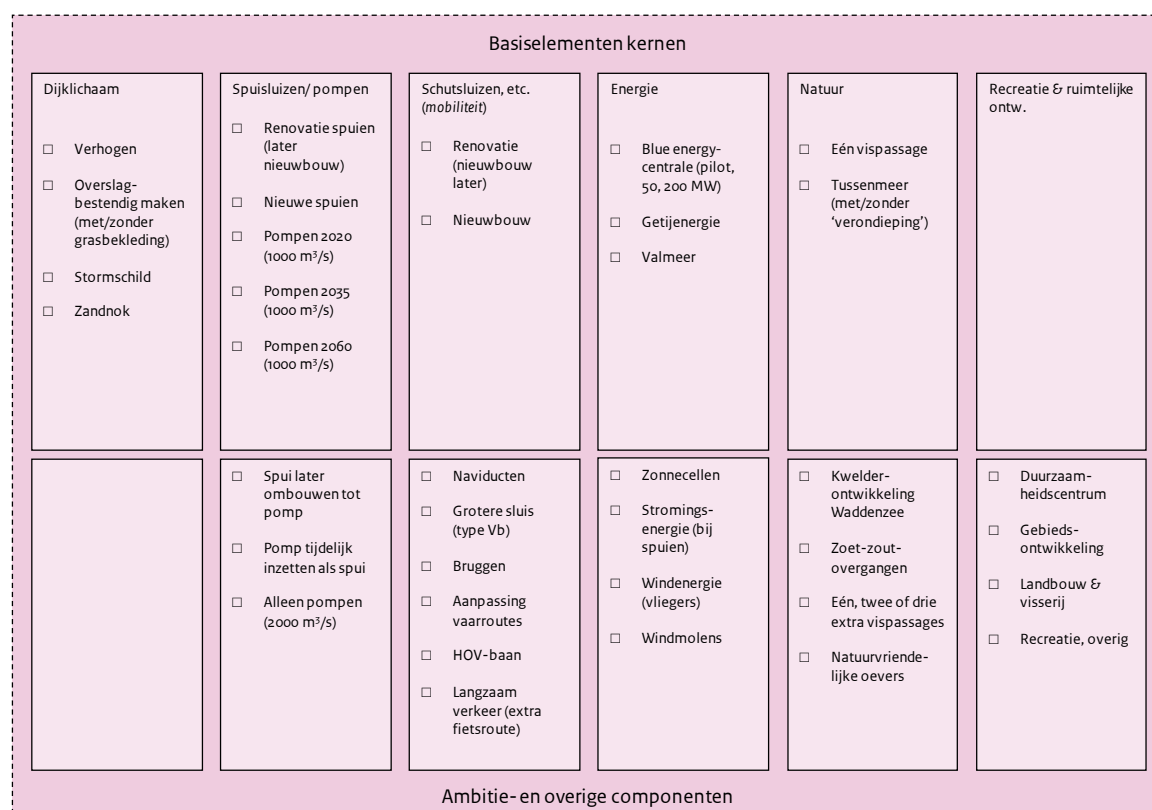 Basiselementen kernen
Dijklichaam
□ Verhogen
□ Overslag-
bestendig maken
(met/zonder
grasbekleding)
□ Stormschild
□ Zandnok
Spuisluizen/ pompen
□ Renovatie spuien
(later
nieuwbouw)
□ Nieuwe spuien
□ Pompen 2020
(1000 m³/s)
□ Pompen 2035
(1000 m³/s)
□ Pompen 2060
(1000 m³/s)
Schutsluizen, etc.
(mobiliteit)
□ Renovatie
(nieuwbouw
later)
□ Nieuwbouw
Energie
□ Blue energy-
centrale (pilot,
50, 200 MW)
□ Getijenergie
□ Valmeer
Natuur
□ Eén vispassage
□ Tussenmeer
(met/zonder
‘verondieping’)
Recreatie & ruimtelijke
ontw.
□ Spui later
ombouwen tot
pomp
□ Pomp tijdelijk
inzetten als spui
□ Alleen pompen
(2000 m³/s)
□ Naviducten
□ Grotere sluis
(type Vb)
□ Bruggen
□ Aanpassing
vaarroutes
□ HOV-baan
□ Langzaam
verkeer (extra
fietsroute)
□ Zonnecellen
□ Stromings-
energie (bij
spuien)
□ Windenergie
(vliegers)
□ Windmolens
□ Kwelder-
ontwikkeling
Waddenzee
□ Zoet-zout-
overgangen
□ Eén, twee of drie
extra vispassages
□ Natuurvriende-
lijke oevers
□ Duurzaam-
heidscentrum
□ Gebieds-
ontwikkeling
□ Landbouw &
visserij
□ Recreatie, overig
Ambitie- en overige componenten